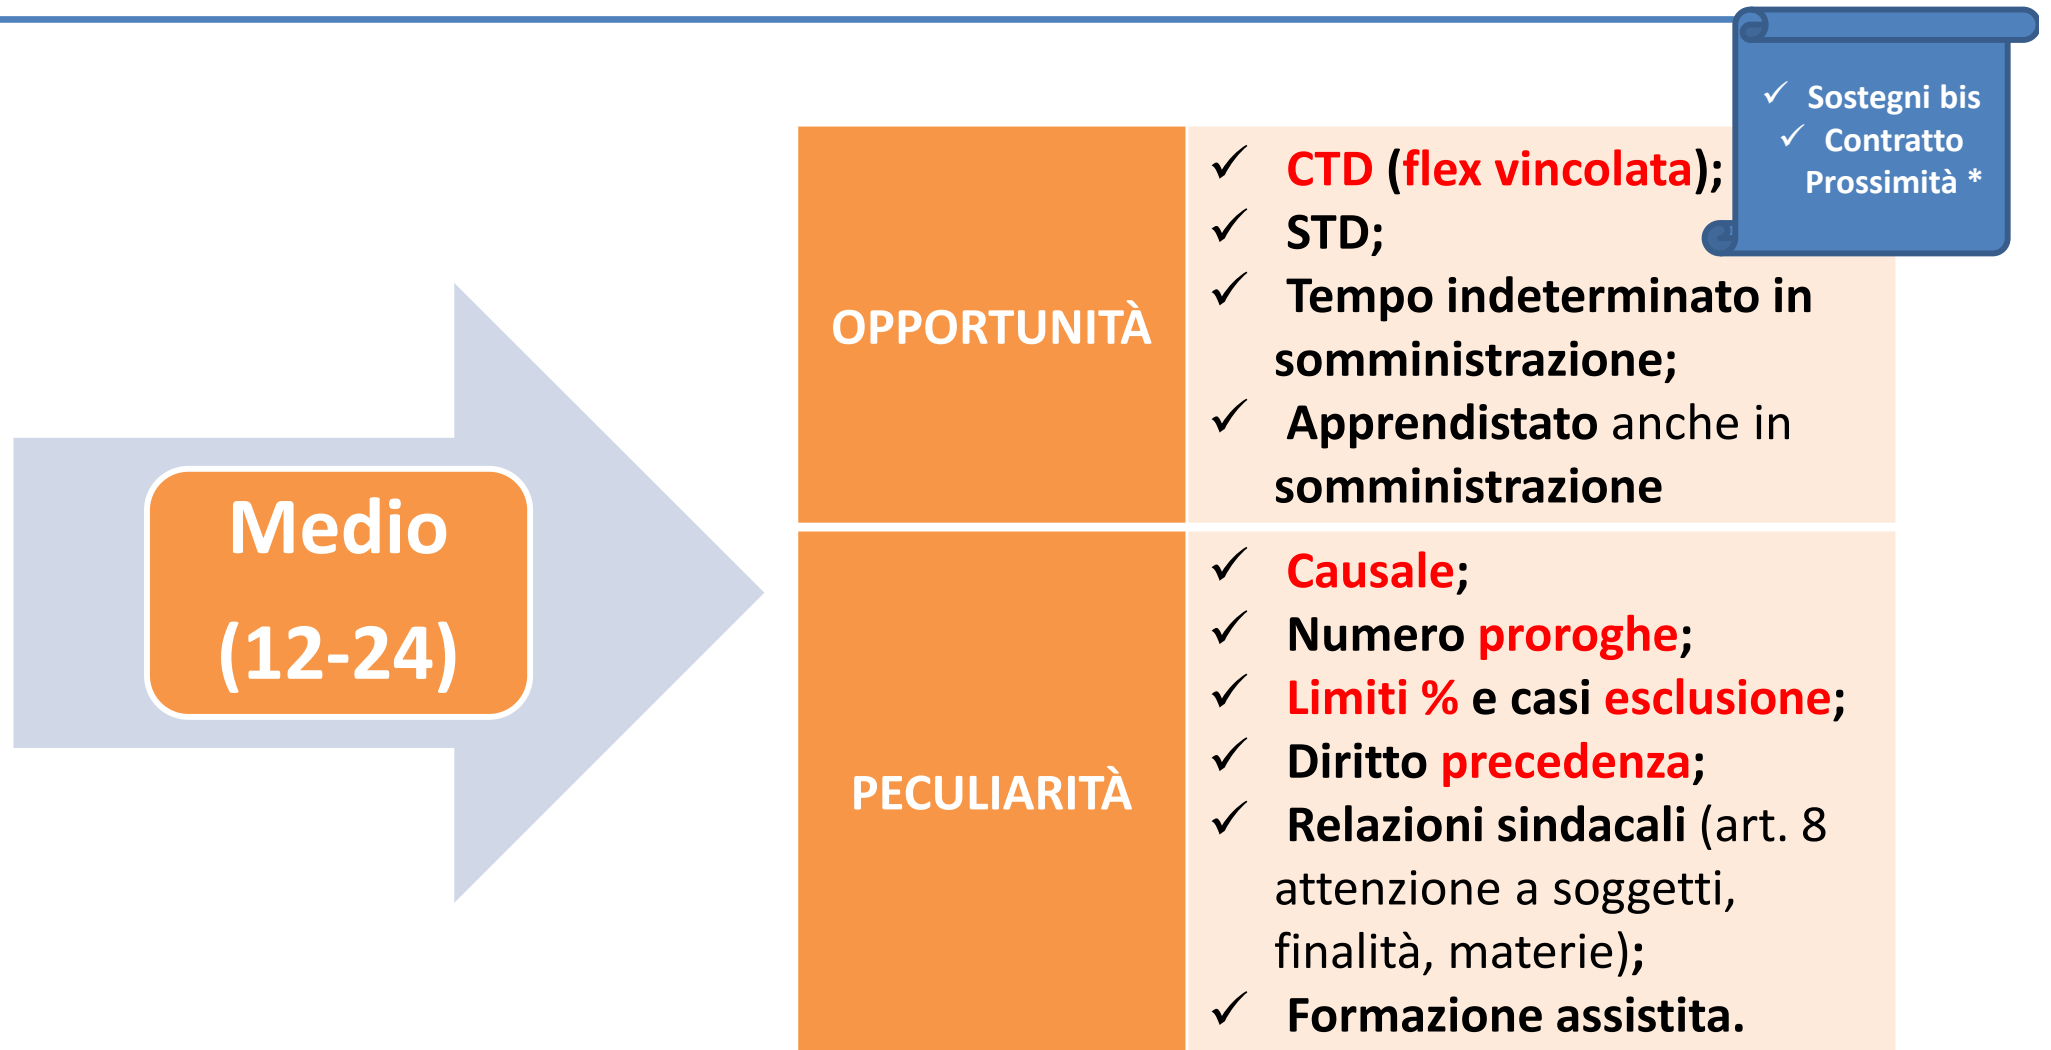 ✓ Sostegni bis
✓ Contratto
Prossimità *
Medio
(12-24)
OPPORTUNITÀ
✓ CTD (flex vincolata);
✓ STD;
✓ Tempo indeterminato in
somministrazione;
✓ Apprendistato anche in
somministrazione
PECULIARITÀ
✓ Causale;
✓ Numero proroghe;
✓ Limiti % e casi esclusione;
✓ Diritto precedenza;
✓ Relazioni sindacali (art. 8
attenzione a soggetti,
finalità, materie);
✓ Formazione assistita.